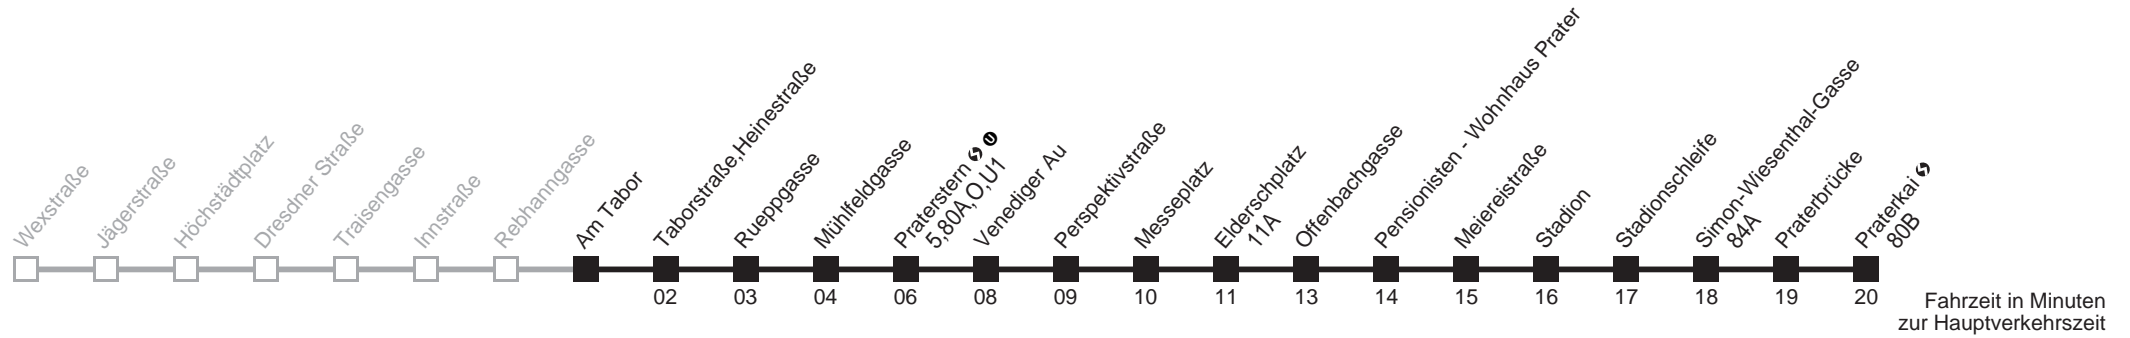 Wexstraße
Jägerstraße
Höchstädtplatz
Dresdner Straße
Traisengasse
Innstraße
Rebhanngasse
Am Tabor
Taborstraße,Heinestraße
Rueppgasse
Mühlfeldgasse
Praterstern S U
5,80A,O,U1
Venediger Au
Perspektivstraße
Messeplatz
Elderschplatz
11A
Offenbachgasse
Pensionisten - Wohnhaus Prater
Meiereistraße
Stadion
Stadionschleife
Simon-Wiesenthal-Gasse
84A
Praterbrücke
Praterkai S
80B
02 03 04 06 08 09 10 11 13 14 15 16 17 18 19 20
Fahrzeit in Minuten
zur Hauptverkehrszeit